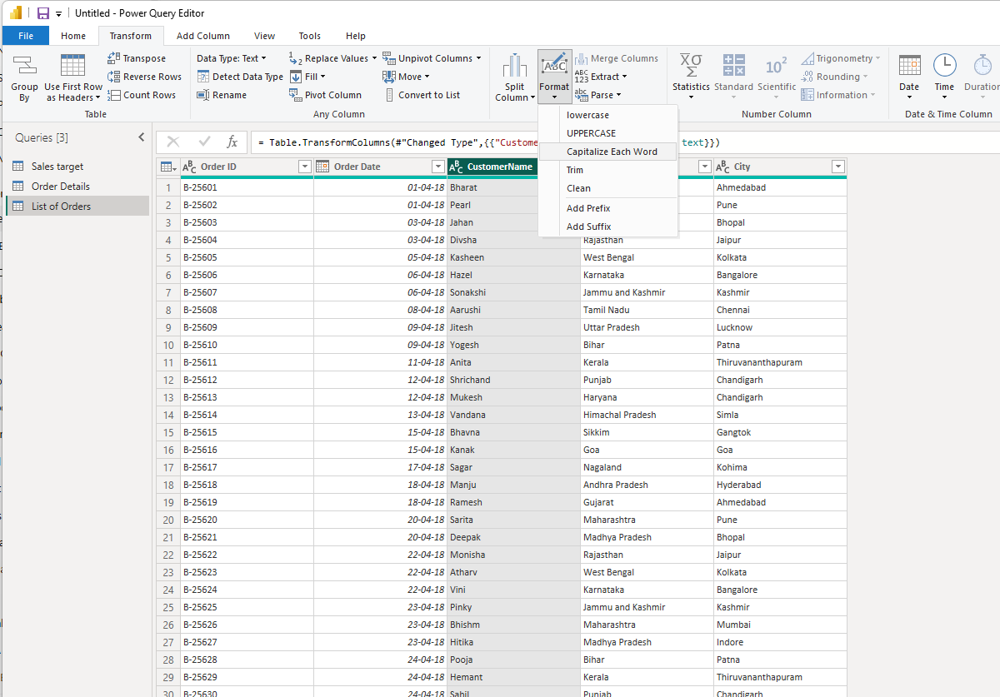 Untitled - Power Query Editor
File Home Transform Add Column View Tools Help
Group By
Use First Row as Headers
Transpose
Reverse Rows
Count Rows
Table
Data Type: Text
Detect Data Type
Rename
Replace Values
Fill
Pivot Column
Unpivot Columns
Move
Convert to List
Any Column
Split Column
Format
Merge Columns
Extract
Parse
Statistics
Standard
Scientific
Trigonometry
Rounding
Information
Number Column
Date
Time
Duration
Date & Time Column
lowercase
UPPERCASE
Capitalize Each Word
Trim
Clean
Add Prefix
Add Suffix
Queries [3]
Sales target
Order Details
List of Orders
fx = Table.TransformColumns(#"Changed Type",{{"Custome text}})
Order ID Order Date CustomerName City
1 B-25601 01-04-18 Bharat Ahmedabad
2 B-25602 01-04-18 Pearl Pune
3 B-25603 03-04-18 Jahan Bhopal
4 B-25604 03-04-18 Divsha Rajasthan Jaipur
5 B-25605 05-04-18 Kasheen West Bengal Kolkata
6 B-25606 06-04-18 Hazel Karnataka Bangalore
7 B-25607 06-04-18 Sonakshi Jammu and Kashmir Kashmir
8 B-25608 08-04-18 Aarushi Tamil Nadu Chennai
9 B-25609 09-04-18 Jitesh Uttar Pradesh Lucknow
10 B-25610 09-04-18 Yogesh Bihar Patna
11 B-25611 11-04-18 Anita Kerala Thiruvananthapuram
12 B-25612 12-04-18 Shrichand Punjab Chandigarh
13 B-25613 12-04-18 Mukesh Haryana Chandigarh
14 B-25614 13-04-18 Vandana Himachal Pradesh Simla
15 B-25615 15-04-18 Bhavna Sikkim Gangtok
16 B-25616 15-04-18 Kanak Goa Goa
17 B-25617 17-04-18 Sagar Nagaland Kohima
18 B-25618 18-04-18 Manju Andhra Pradesh Hyderabad
19 B-25619 18-04-18 Ramesh Gujarat Ahmedabad
20 B-25620 20-04-18 Sarita Maharashtra Pune
21 B-25621 20-04-18 Deepak Madhya Pradesh Bhopal
22 B-25622 22-04-18 Monisha Rajasthan Jaipur
23 B-25623 22-04-18 Atharv West Bengal Kolkata
24 B-25624 22-04-18 Vini Karnataka Bangalore
25 B-25625 23-04-18 Pinky Jammu and Kashmir Kashmir
26 B-25626 23-04-18 Bhishm Maharashtra Mumbai
27 B-25627 23-04-18 Hitika Madhya Pradesh Indore
28 B-25628 24-04-18 Pooja Bihar Patna
29 B-25629 24-04-18 Hemant Kerala Thiruvananthapuram
30 B-25630 24-04-18 Sahil Punjab Chandigarh